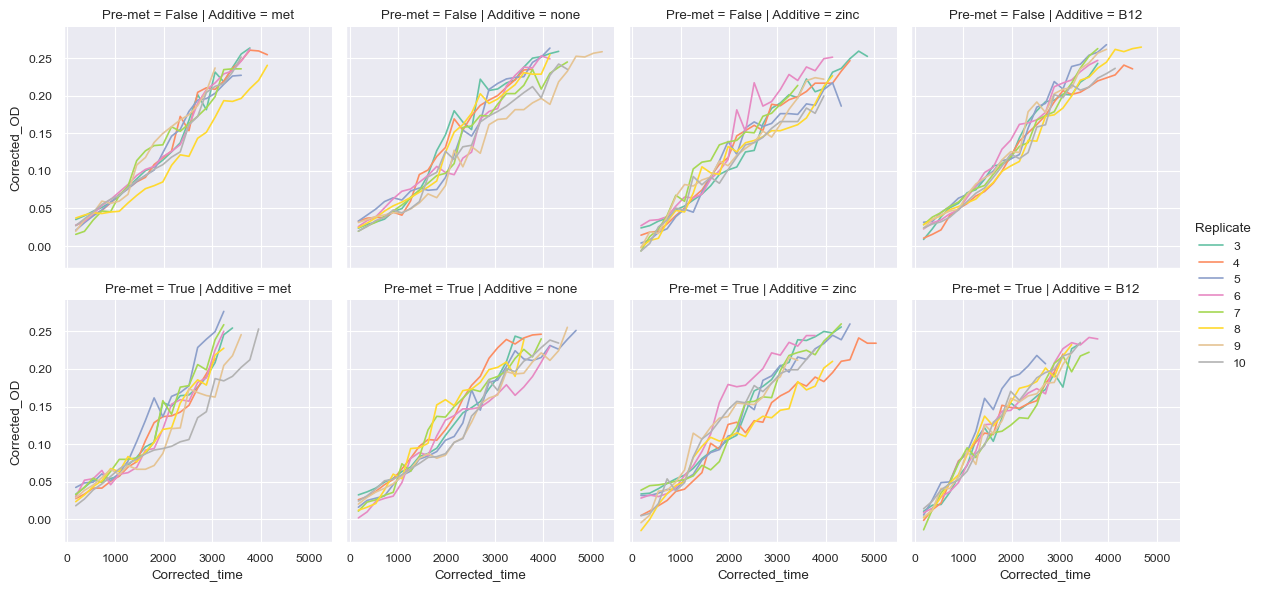 Pre-met = False | Additive = met
Pre-met = False | Additive = none
Pre-met = False | Additive = zinc
Pre-met = False | Additive = B12
0.25
0.20
0.15
0.10
0.05
0.00
Corrected_OD
Pre-met = True | Additive = met
Pre-met = True | Additive = none
Pre-met = True | Additive = zinc
Pre-met = True | Additive = B12
0.25
0.20
0.15
0.10
0.05
0.00
Corrected_OD
0 1000 2000 3000 4000 5000
0 1000 2000 3000 4000 5000
0 1000 2000 3000 4000 5000
0 1000 2000 3000 4000 5000
Corrected_time
Corrected_time
Corrected_time
Corrected_time
Replicate
3
4
5
6
7
8
9
10